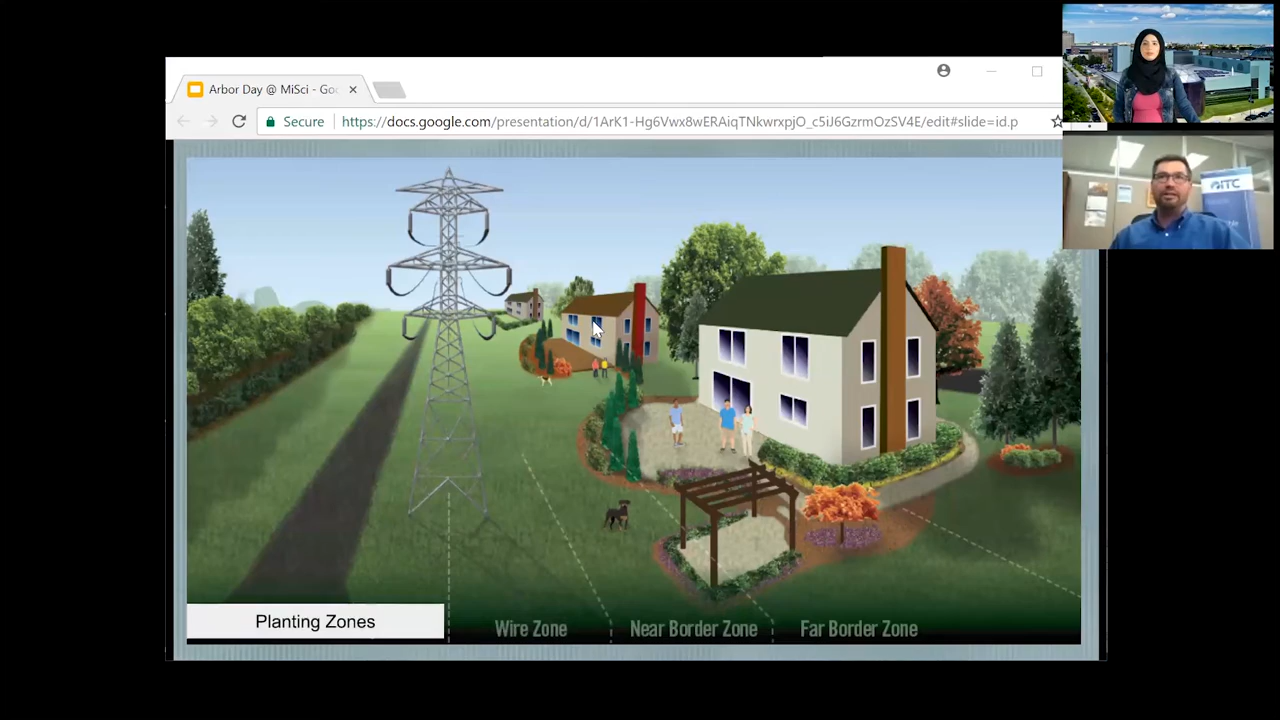 Arbor Day @ MiSci - Goo
Secure
https://docs.google.com/presentation/d/1ArK1-Hg6Vwx8wERAiqTNkwrxpjO_c5iJ6GzrmOzSV4E/edit#slide=id.p
ITC
Planting Zones
Wire Zone
Near Border Zone
Far Border Zone